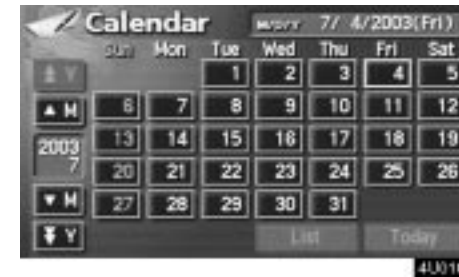 Calendar M/D/Y 7/ 4/2003(Fri)
Sun Mon Tue Wed Thu Fri Sat
Y 1 2 3 4 5
M 6 7 8 9 10 11 12
2003 13 14 15 16 17 18 19
7 20 21 22 23 24 25 26
M 27 28 29 30 31
Y List Today